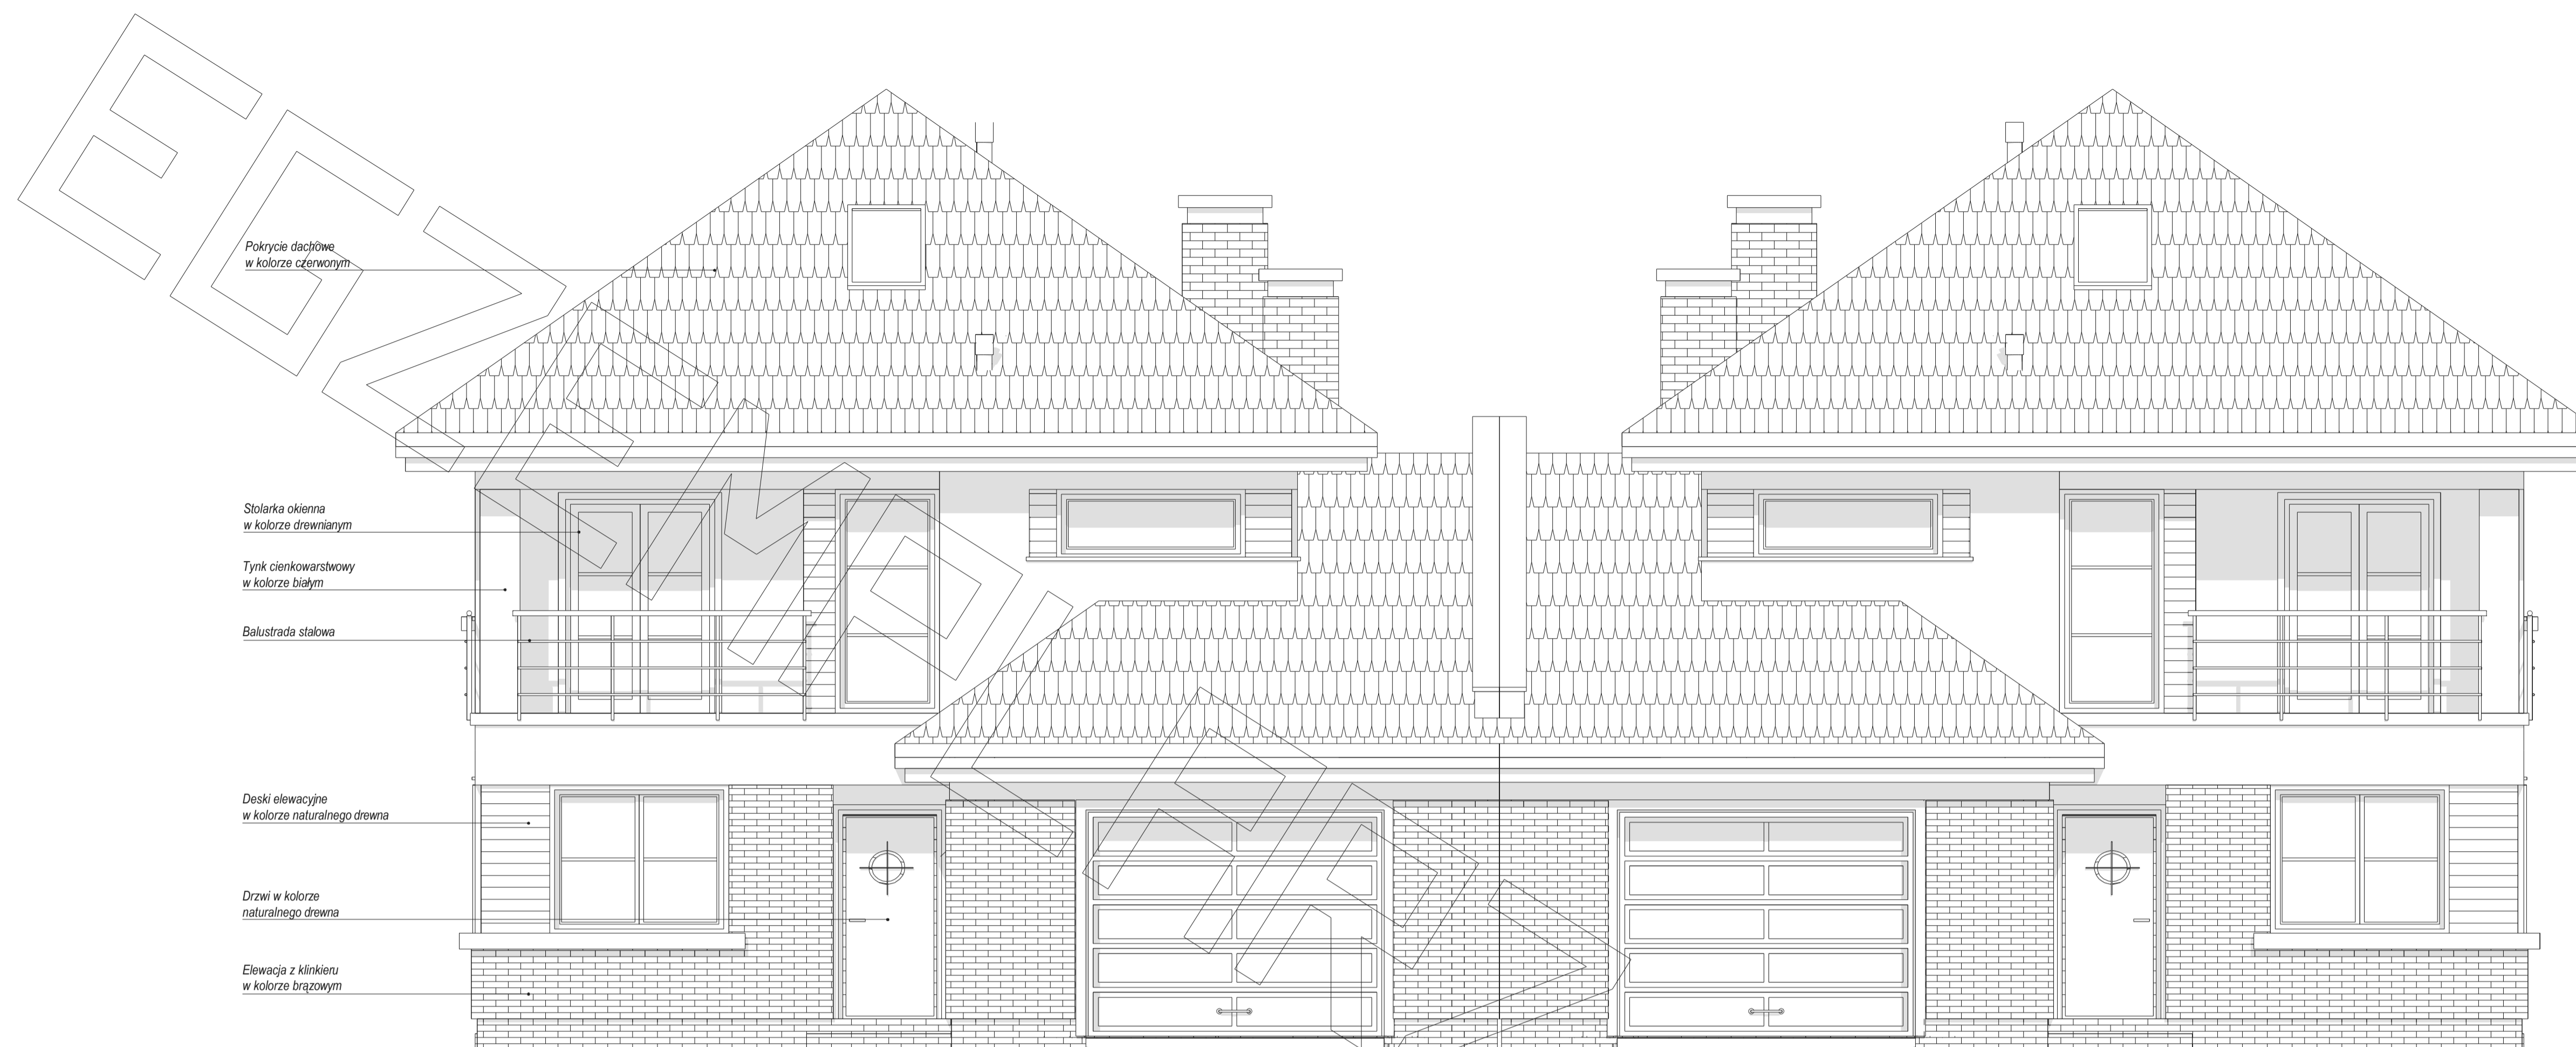 EGZEMPLARZ
Pokrycie dachowe
w kolorze czerwonym
Stolarka okienna
w kolorze drewnianym
Tynk cienkowarstwowy
w kolorze białym
Balustrada stalowa
Deski elewacyjne
w kolorze naturalnego drewna
Drzwi w kolorze
naturalnego drewna
Elewacja z klinkieru
w kolorze brązowym